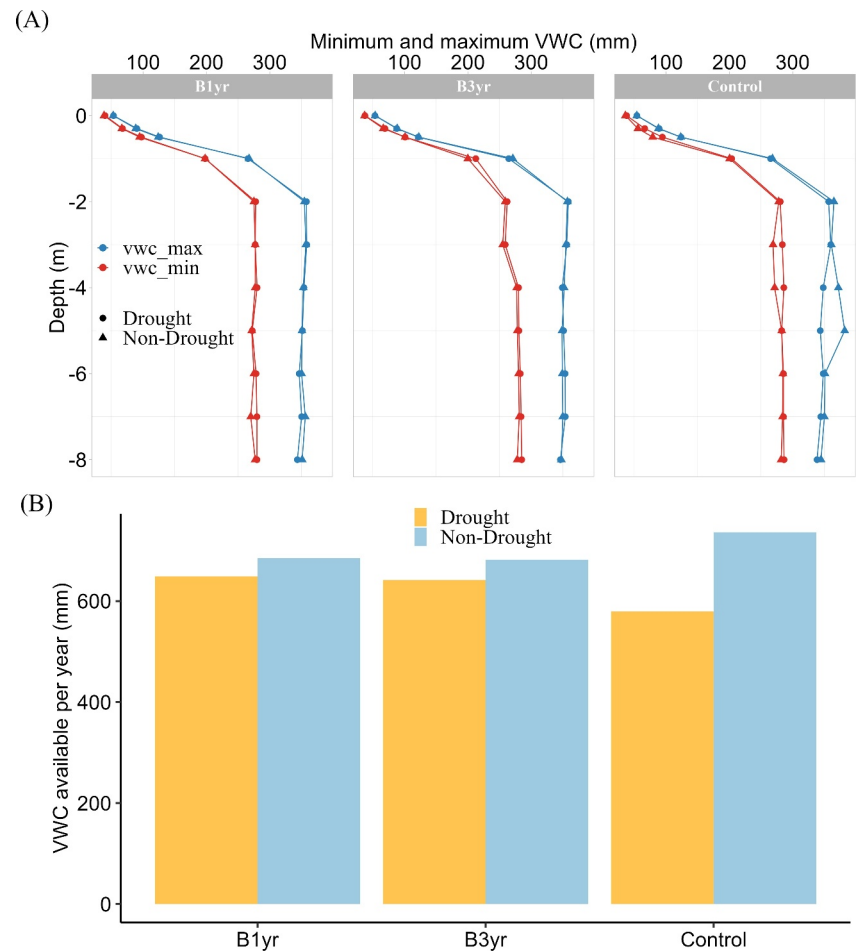 (A)
Minimum and maximum VWC (mm)
100 200 300 100 200 300 100 200 300
B1yr B3yr Control
0
-2
-4
-6
-8
Depth (m)
vwc_max
vwc_min
Drought
Non-Drought
(B)
Drought
Non-Drought
VWC available per year (mm)
600
400
200
0
B1yr B3yr Control